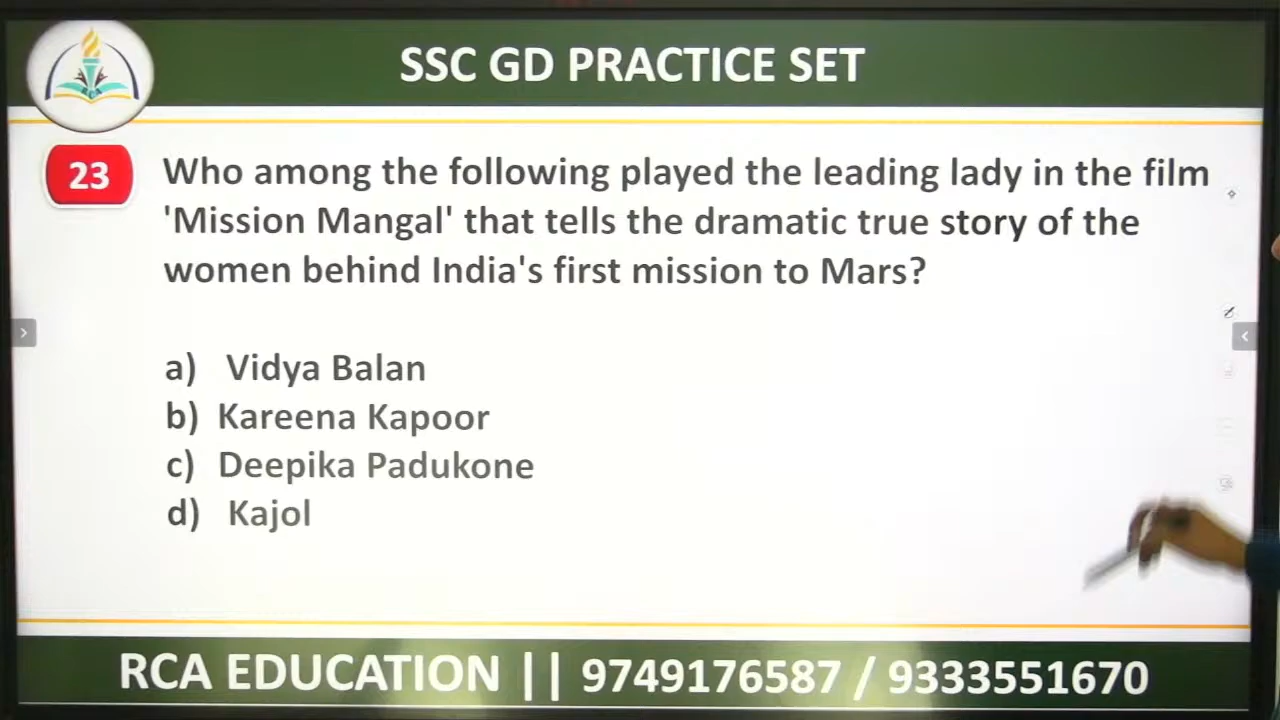 SSC GD PRACTICE SET
23
Who among the following played the leading lady in the film
'Mission Mangal' that tells the dramatic true story of the
women behind India's first mission to Mars?
a) Vidya Balan
b) Kareena Kapoor
c) Deepika Padukone
d) Kajol
RCA EDUCATION || 9749176587 / 9333551670